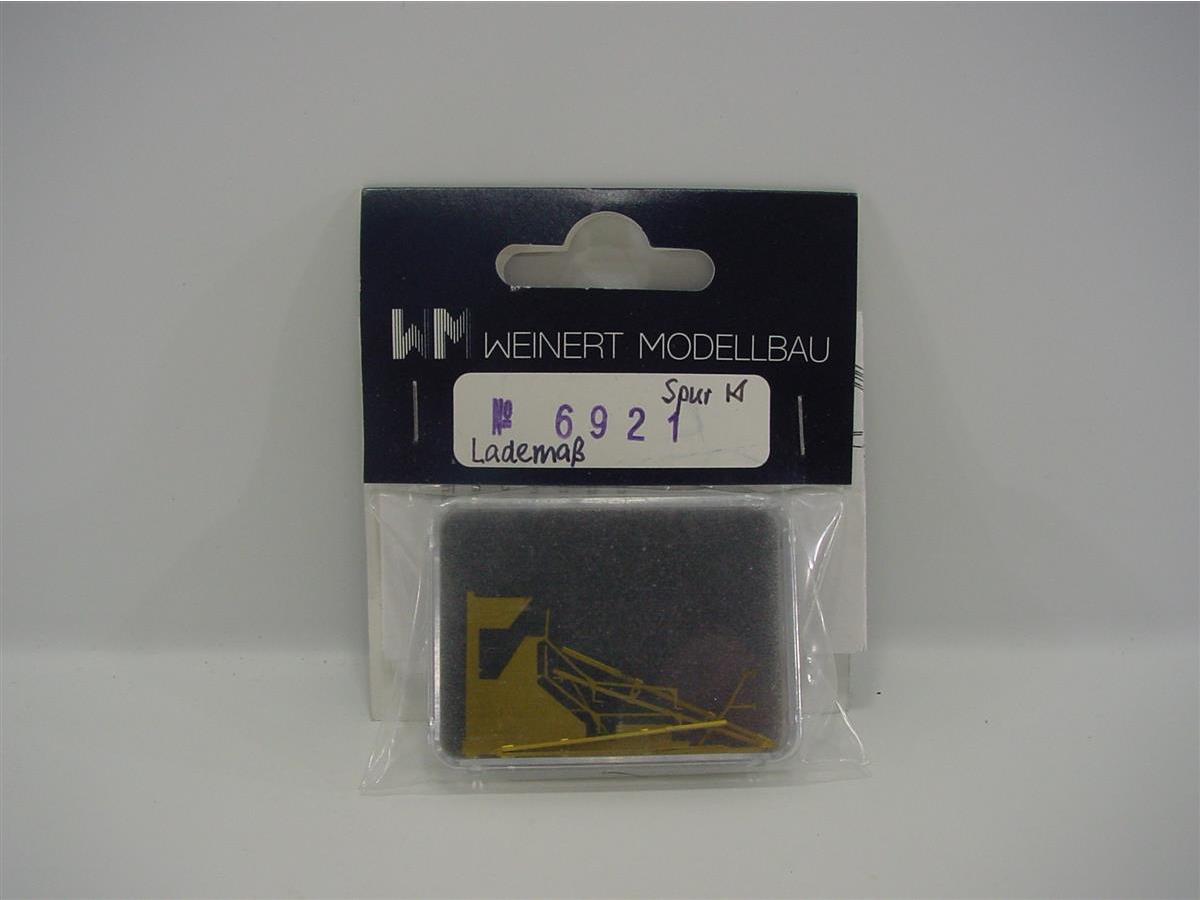 WM WEINERT MODELLBAU
Spur N
№ 6921
Lademaß